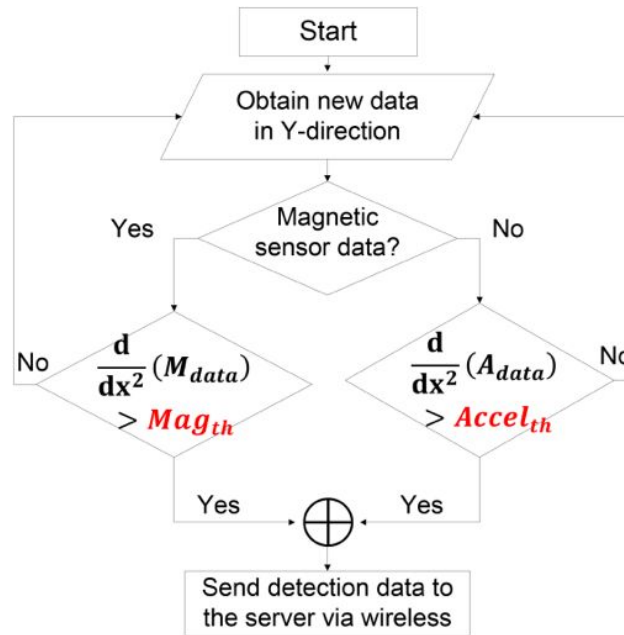 Start
Obtain new data
in Y-direction
Magnetic
sensor data?
Yes
No
d
dx² (M_data)
> Mag_th
No
d
dx² (A_data)
> Accel_th
No
Yes
Yes
Send detection data to
the server via wireless